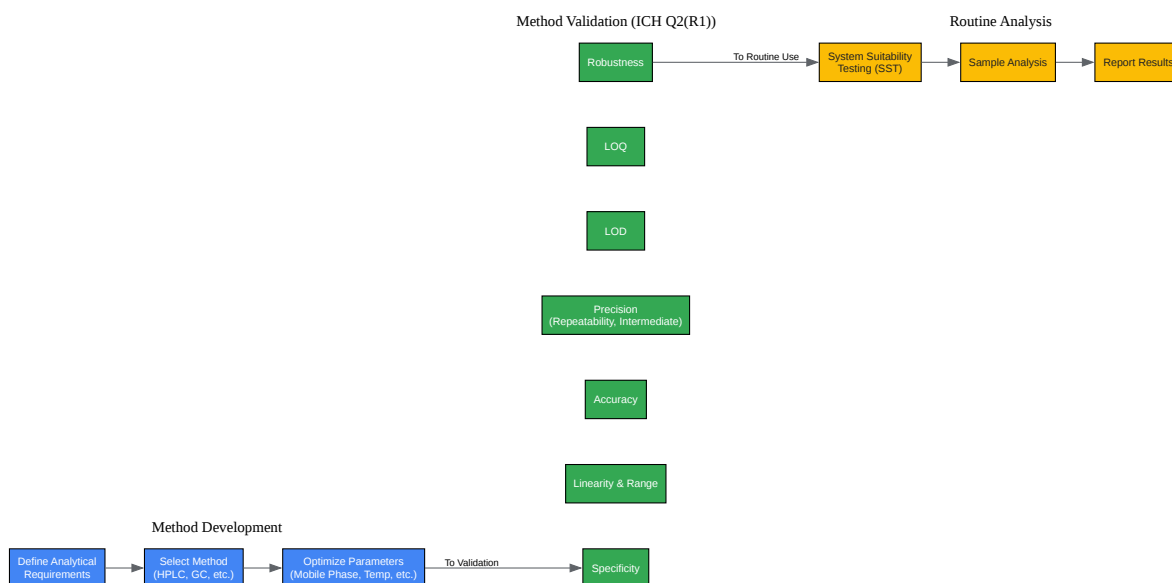 Method Validation (ICH Q2(R1))
Routine Analysis
Robustness
To Routine Use
System Suitability
Testing (SST)
Sample Analysis
Report Results
LOQ
LOD
Precision
(Repeatability, Intermediate)
Accuracy
Linearity & Range
Method Development
Define Analytical
Requirements
Select Method
(HPLC, GC, etc.)
Optimize Parameters
(Mobile Phase, Temp, etc.)
To Validation
Specificity